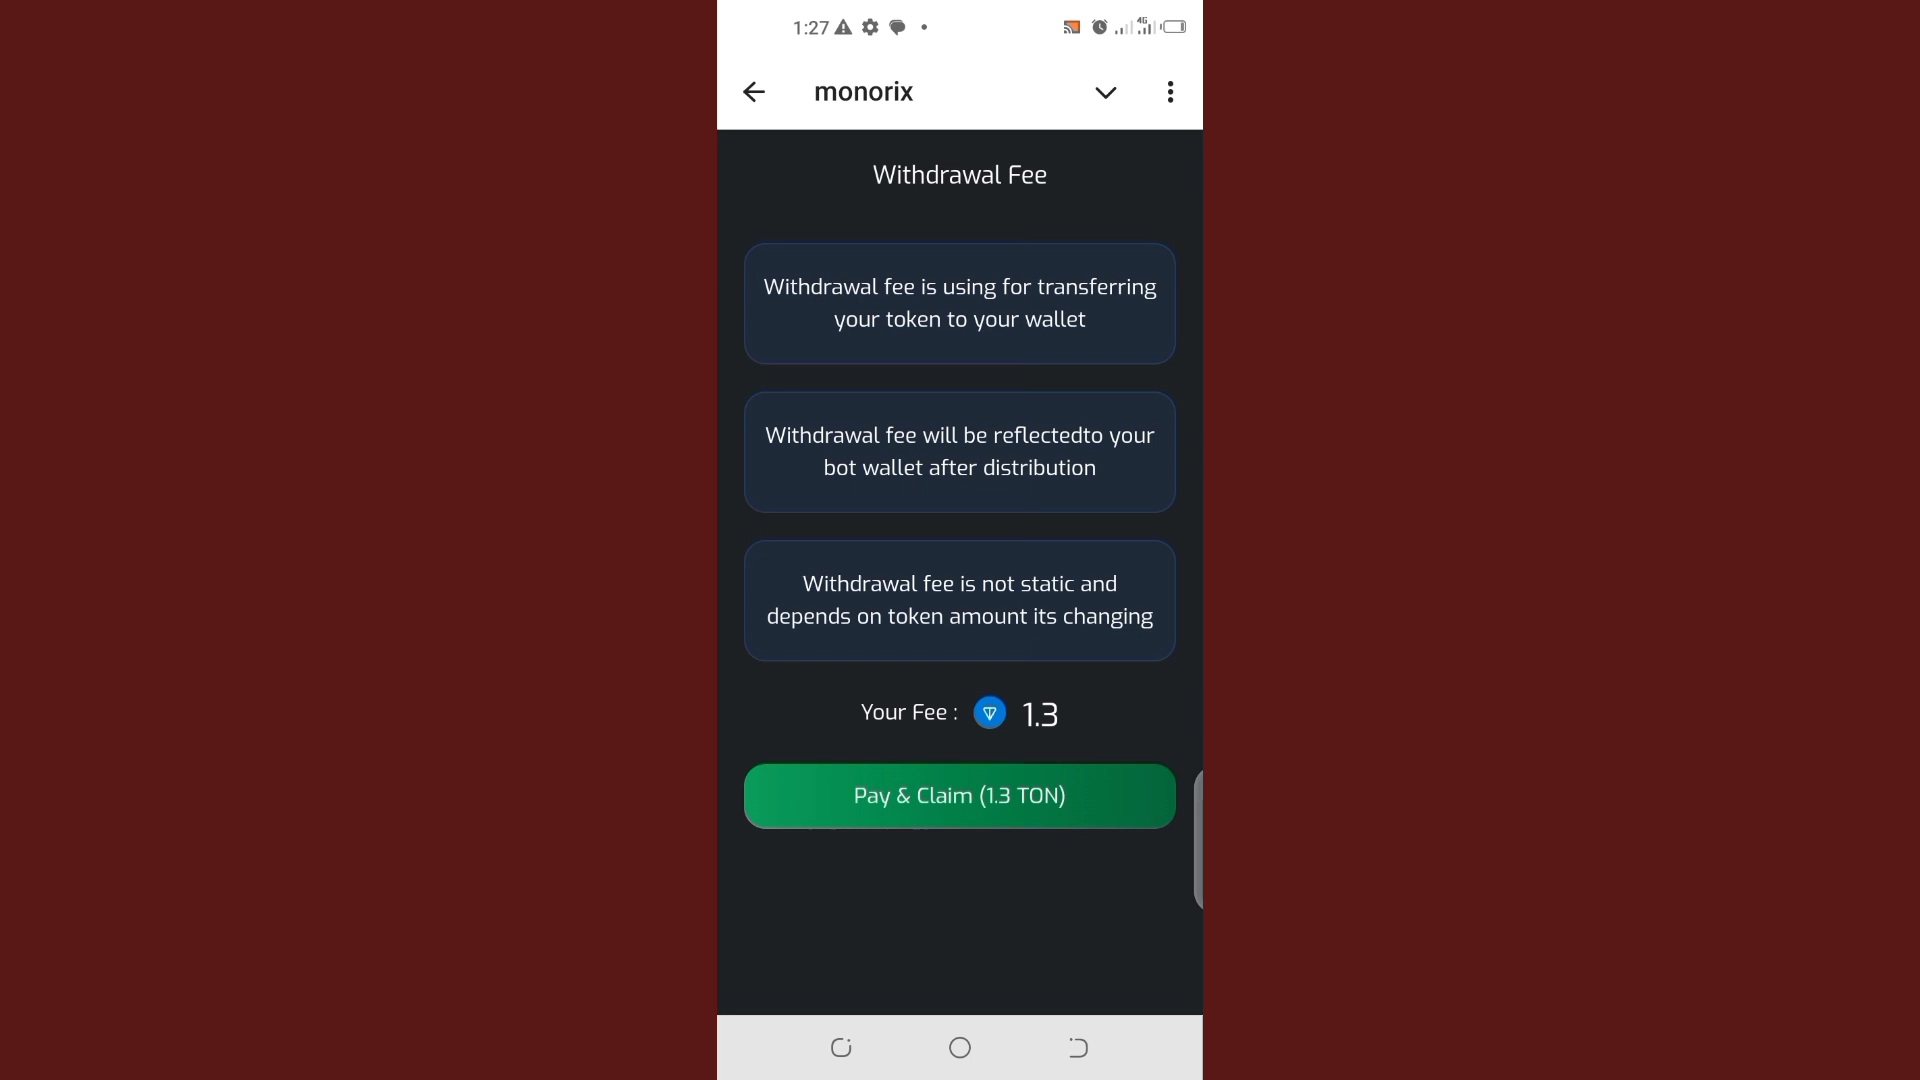 1:27
4G
monorix
Withdrawal Fee
Withdrawal fee is using for transferring
your token to your wallet
Withdrawal fee will be reflectedto your
bot wallet after distribution
Withdrawal fee is not static and
depends on token amount its changing
Your Fee : 1.3
Pay & Claim (1.3 TON)